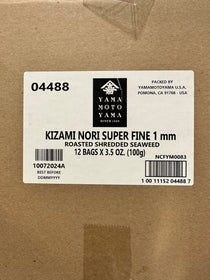 04488
YAMA
MOTO
YAMA
SINCE 1690
PACKED BY
YAMAMOTOYAMA U.S.A.
POMONA, CA 91768 - USA
KIZAMI NORI SUPER FINE 1 mm
ROASTED SHREDDED SEAWEED
12 BAGS X 3.5 OZ. (100g)
NCFYM0083
10072024A
BEST BEFORE
DDMMYYYY
1 00 11152 04488 7